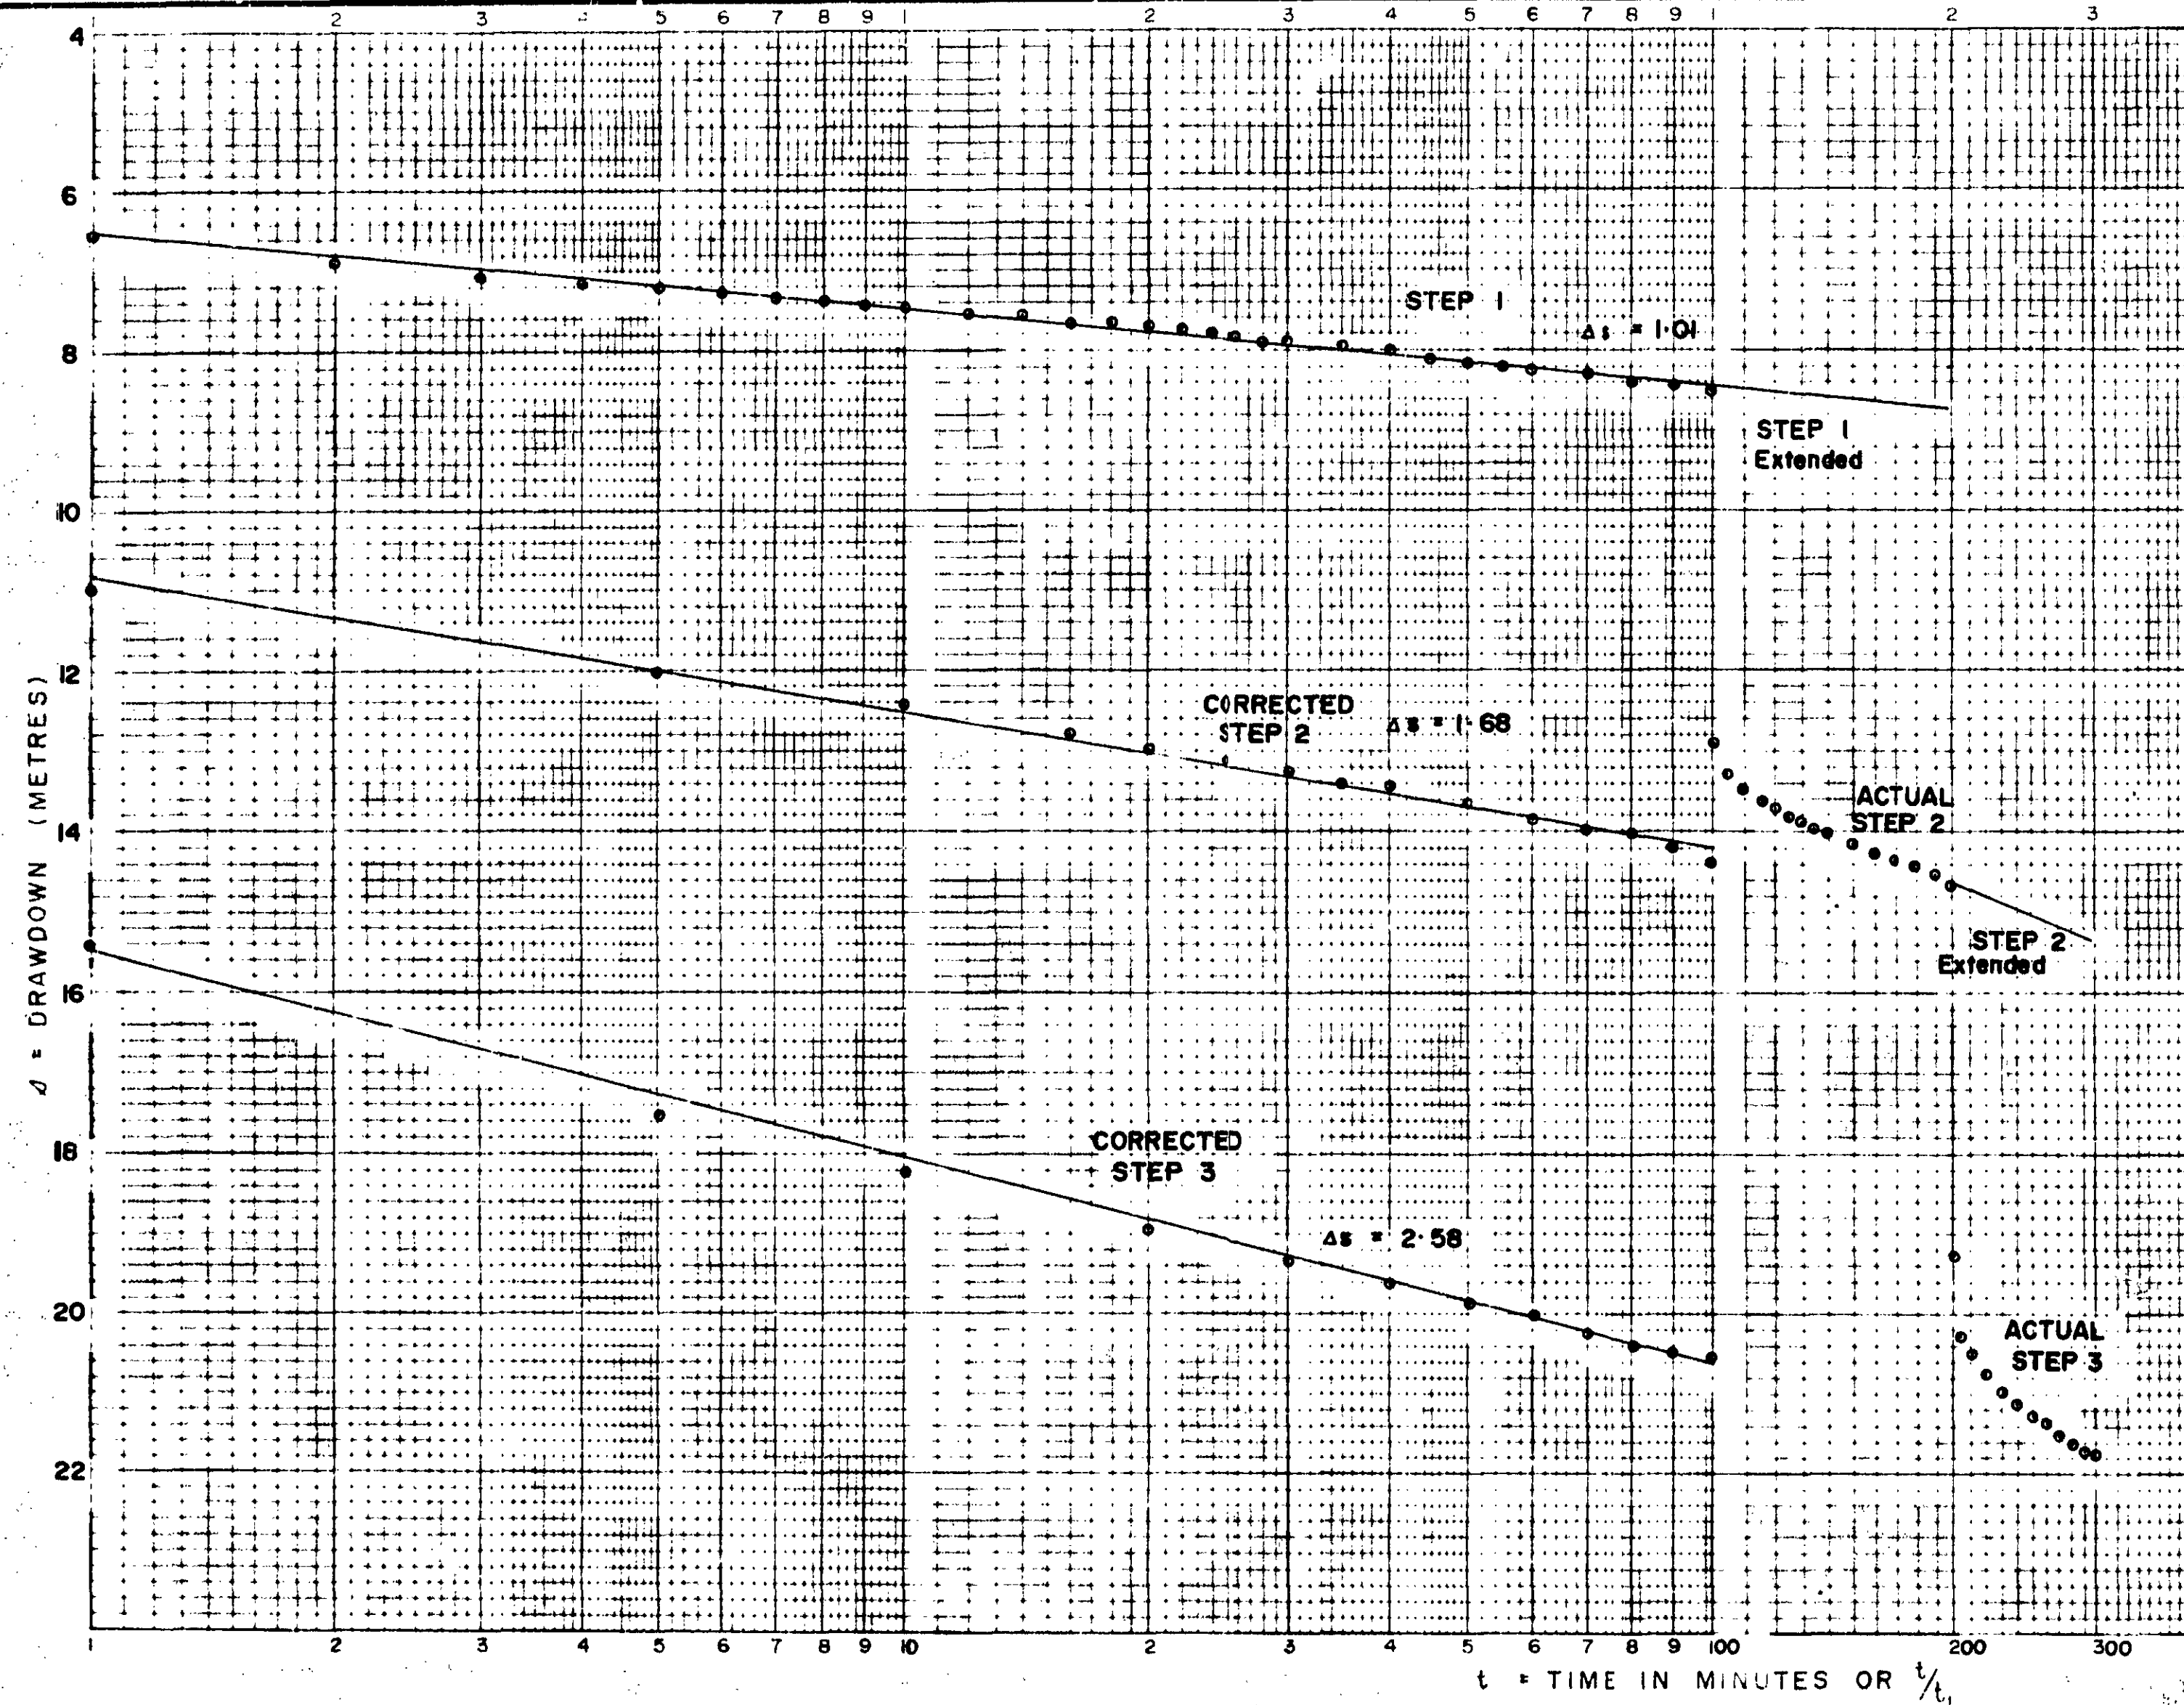 2 3 4 5 6 7 8 9 1 2 3 4 5 6 7 8 9 1 2 3
4
6
8
10
12
14
16
18
20
22
= DRAWDOWN (METRES)
STEP 1
Δs = 1·01
STEP 1
Extended
CORRECTED
STEP 2
Δs = 1·68
ACTUAL
STEP 2
STEP 2
Extended
CORRECTED
STEP 3
Δs = 2·58
ACTUAL
STEP 3
1 2 3 4 5 6 7 8 9 10 2 3 4 5 6 7 8 9 100 200 300
t = TIME IN MINUTES OR t/t₁